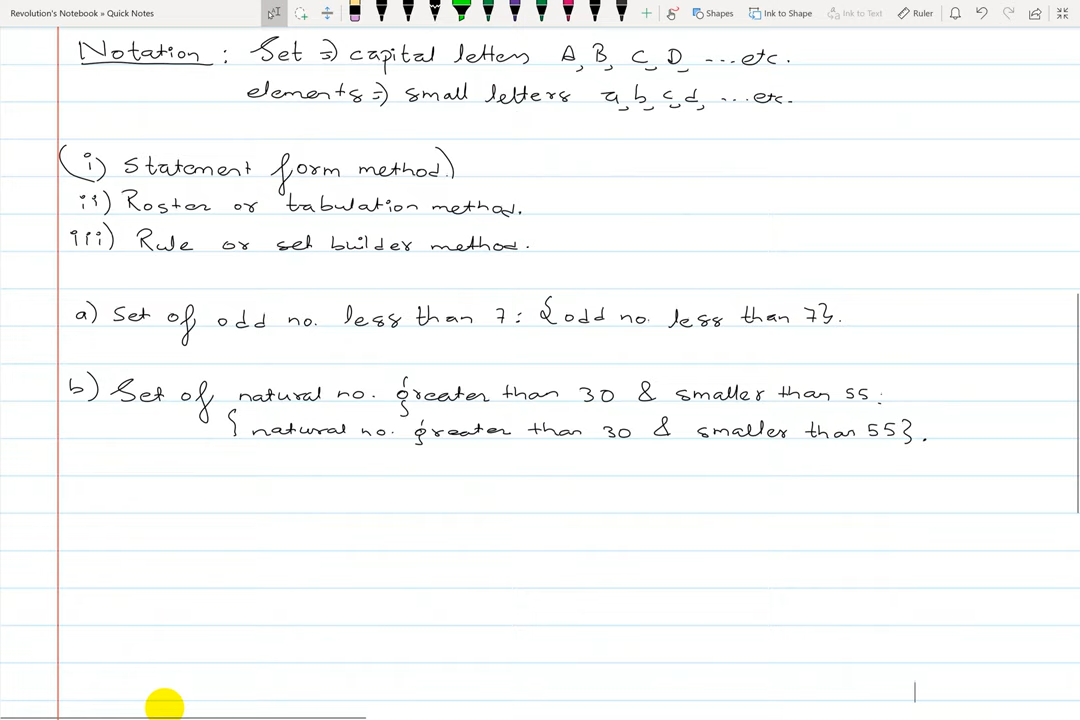 Revolution's Notebook » Quick Notes
Shapes Ink to Shape Ink to Text Ruler
Notation : Set ⇒ capital letters A, B, C, D, ...etc.
elements ⇒ small letters a, b, c, d, ...etc.
(i) Statement form method)
ii) Roster or tabulation method.
iii) Rule or set builder method.
a) Set of odd no. less than 7 : {odd no. less than 7}.
b) Set of natural no. greater than 30 & smaller than 55 :
{natural no. greater than 30 & smaller than 55}.